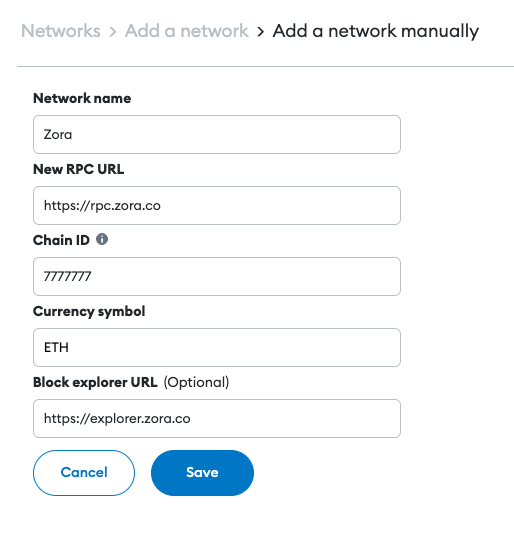 Networks > Add a network > Add a network manually
Network name
Zora
New RPC URL
https://rpc.zora.co
Chain ID
7777777
Currency symbol
ETH
Block explorer URL (Optional)
https://explorer.zora.co
Cancel Save